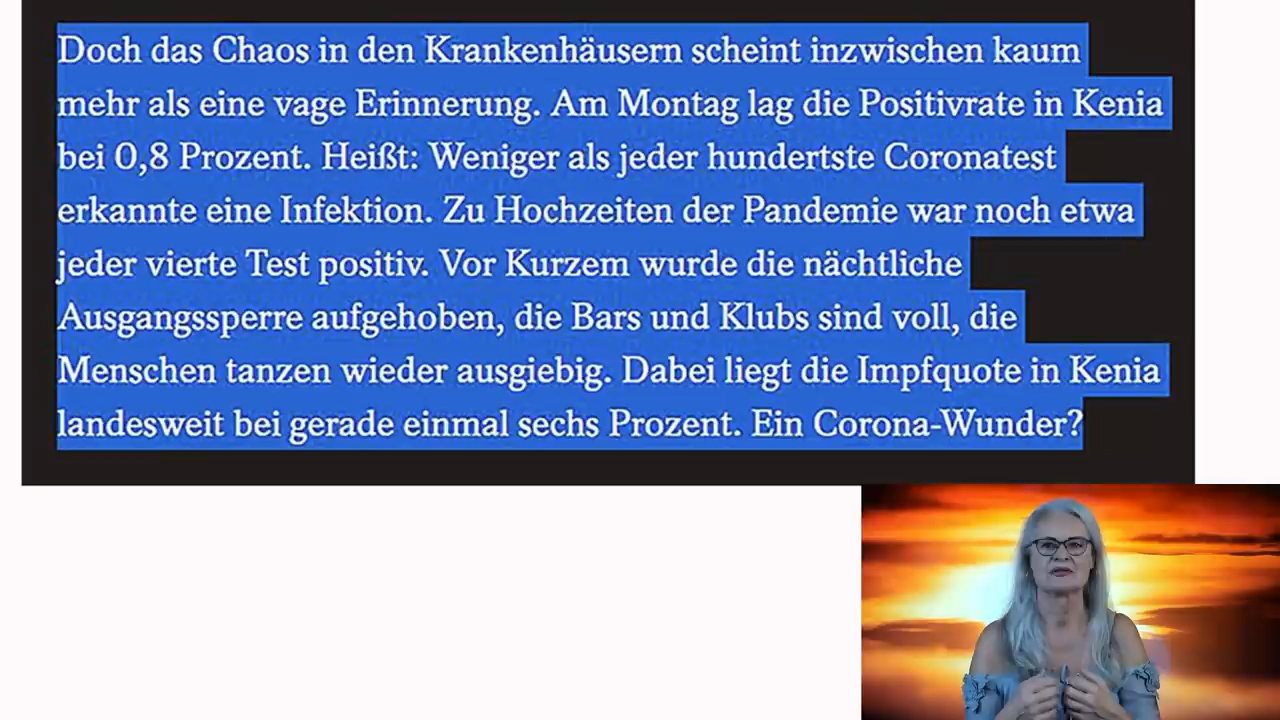 Doch das Chaos in den Krankenhäusern scheint inzwischen kaum
mehr als eine vage Erinnerung. Am Montag lag die Positivrate in Kenia
bei 0,8 Prozent. Heißt: Weniger als jeder hundertste Coronatest
erkannte eine Infektion. Zu Hochzeiten der Pandemie war noch etwa
jeder vierte Test positiv. Vor Kurzem wurde die nächtliche
Ausgangssperre aufgehoben, die Bars und Klubs sind voll, die
Menschen tanzen wieder ausgiebig. Dabei liegt die Impfquote in Kenia
landesweit bei gerade einmal sechs Prozent. Ein Corona-Wunder?